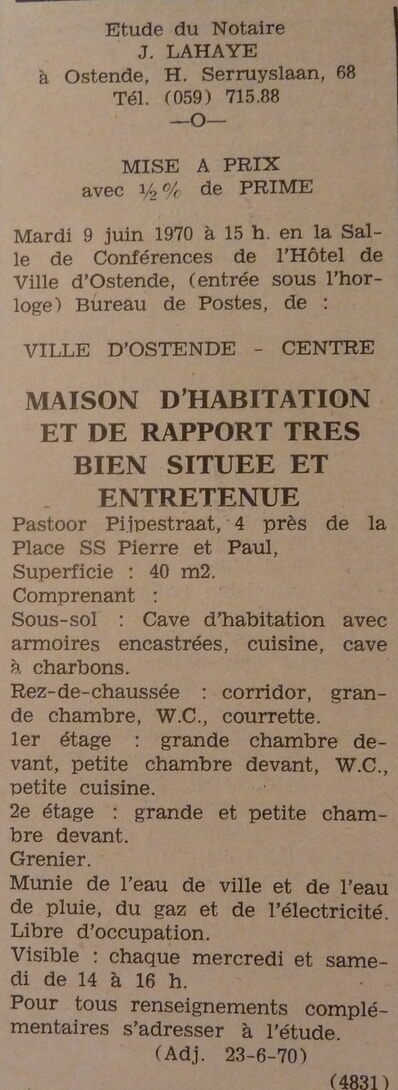 Etude du Notaire
J. LAHAYE
à Ostende, H. Serruyslaan, 68
Tél. (059) 715.88
—O—
MISE A PRIX
avec ½ % de PRIME
Mardi 9 juin 1970 à 15 h. en la Sal-
le de Conférences de l'Hôtel de
Ville d'Ostende, (entrée sous l'hor-
loge) Bureau de Postes, de :
VILLE D'OSTENDE - CENTRE
MAISON D'HABITATION
ET DE RAPPORT TRES
BIEN SITUEE ET
ENTRETENUE
Pastoor Pijpestraat, 4 près de la
Place SS Pierre et Paul,
Superficie : 40 m2.
Comprenant :
Sous-sol : Cave d'habitation avec
armoires encastrées, cuisine, cave
à charbons.
Rez-de-chaussée : corridor, gran-
de chambre, W.C., courrette.
1er étage : grande chambre de-
vant, petite chambre devant, W.C.,
petite cuisine.
2e étage : grande et petite cham-
bre devant.
Grenier.
Munie de l'eau de ville et de l'eau
de pluie, du gaz et de l'électricité.
Libre d'occupation.
Visible : chaque mercredi et same-
di de 14 à 16 h.
Pour tous renseignements complé-
mentaires s'adresser à l'étude.
(Adj. 23-6-70)
(4831)